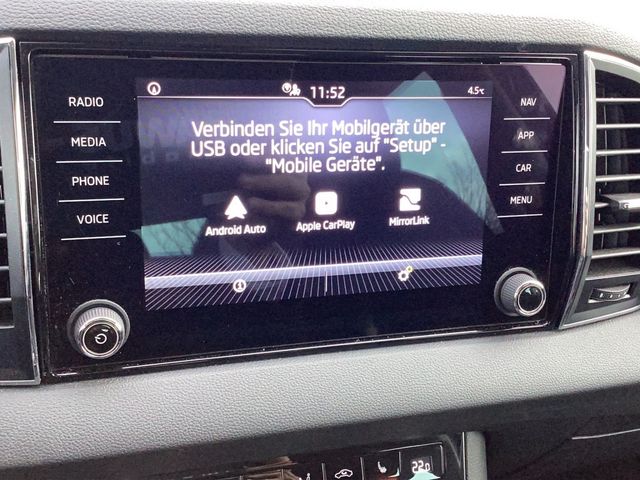 RADIO
MEDIA
PHONE
VOICE
11:52
4.5°C
Verbinden Sie Ihr Mobilgerät über
USB oder klicken Sie auf "Setup" -
"Mobile Geräte".
Android Auto
Apple CarPlay
MirrorLink
NAV
APP
CAR
MENU
22.0